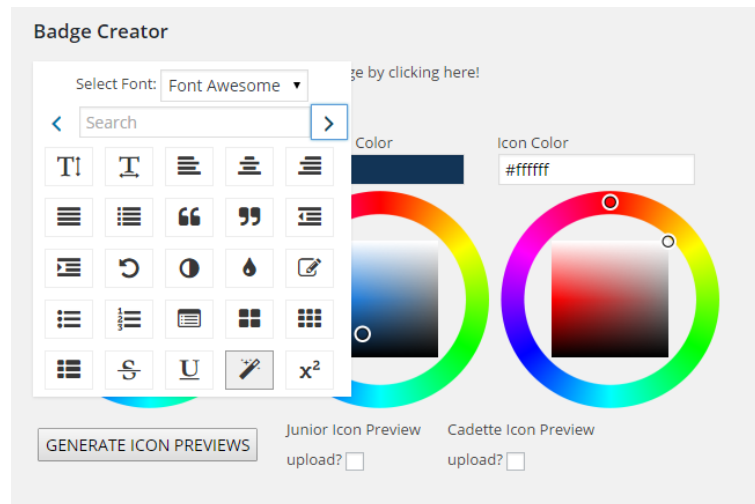 Badge Creator
Select Font: Font Awesome
ge by clicking here!
Search
Color
Icon Color
#ffffff
GENERATE ICON PREVIEWS
Junior Icon Preview
Cadette Icon Preview
upload?
upload?